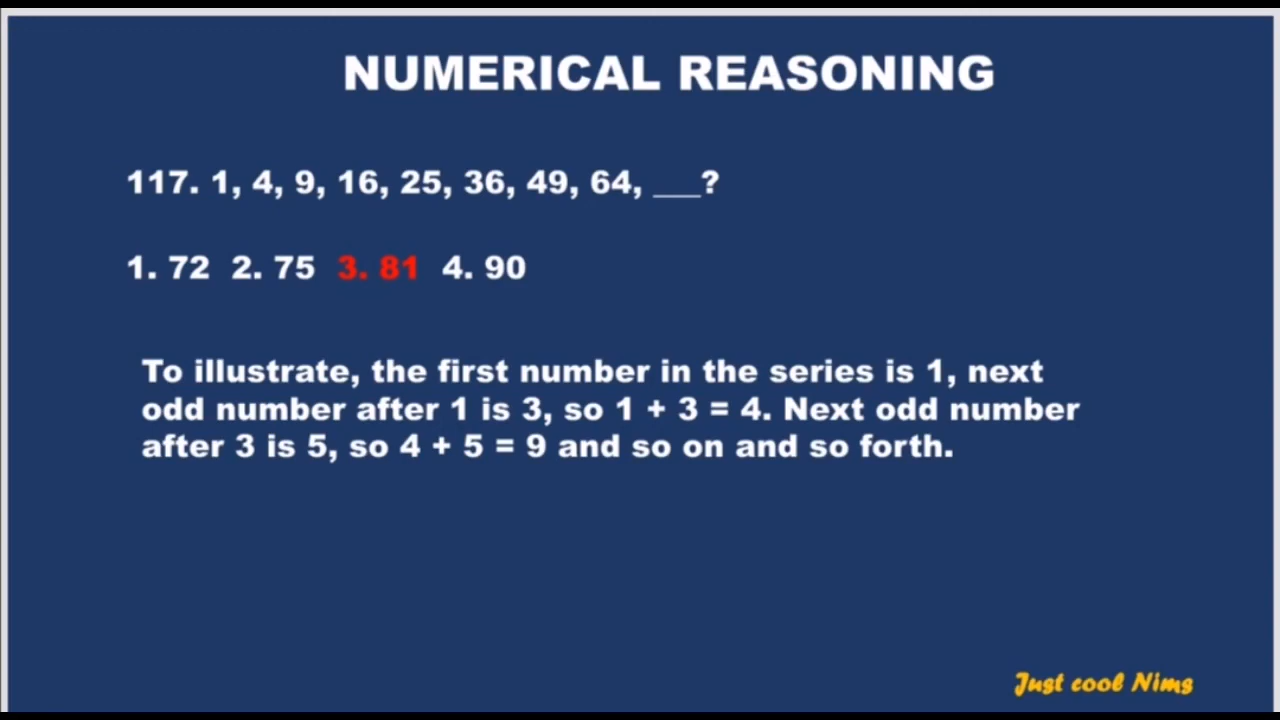 NUMERICAL REASONING
117. 1, 4, 9, 16, 25, 36, 49, 64, ___?
1. 72 2. 75 3. 81 4. 90
To illustrate, the first number in the series is 1, next
odd number after 1 is 3, so 1 + 3 = 4. Next odd number
after 3 is 5, so 4 + 5 = 9 and so on and so forth.
Just cool Nims